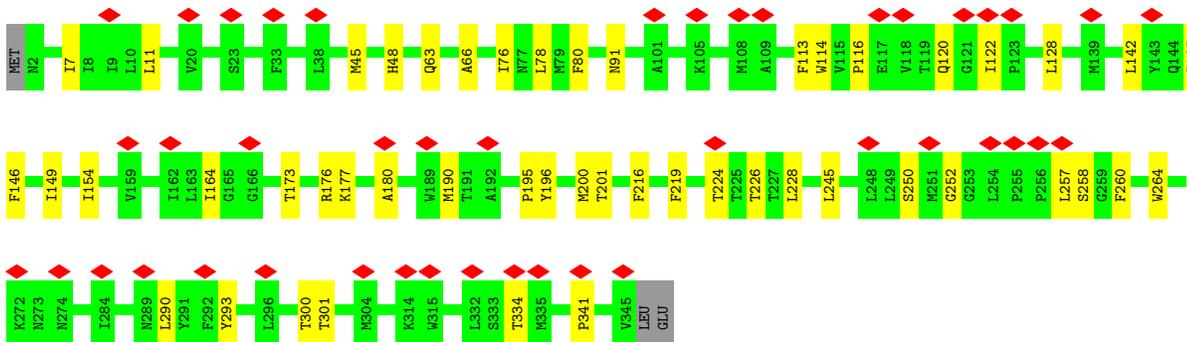 MET N2 I7 I8 I9 L10 L11 V20 S23 F33 L38 M45 H48 Q63 A66 I76 N77 L78 M79 F80 N91 A101 K105 M108 A109 F113 W114 V115 P116 E117 V118 T119 Q120 G121 I122 P123 L128 M139 L142 Y143 Q144
F146 I149 I154 V159 I162 L163 I164 G165 G166 T173 R176 K177 A180 W189 M190 T191 A192 P195 Y196 M200 T201 F216 F219 T224 T225 T226 T227 L228 L245 L248 L249 S250 M251 G252 G253 L254 P255 P256 L257 S258 G259 F260 W264
K272 N273 N274 I284 N289 L290 Y291 F292 Y293 L296 T300 T301 M304 K314 W315 L332 S333 T334 M335 P341 V345 LEU GLU